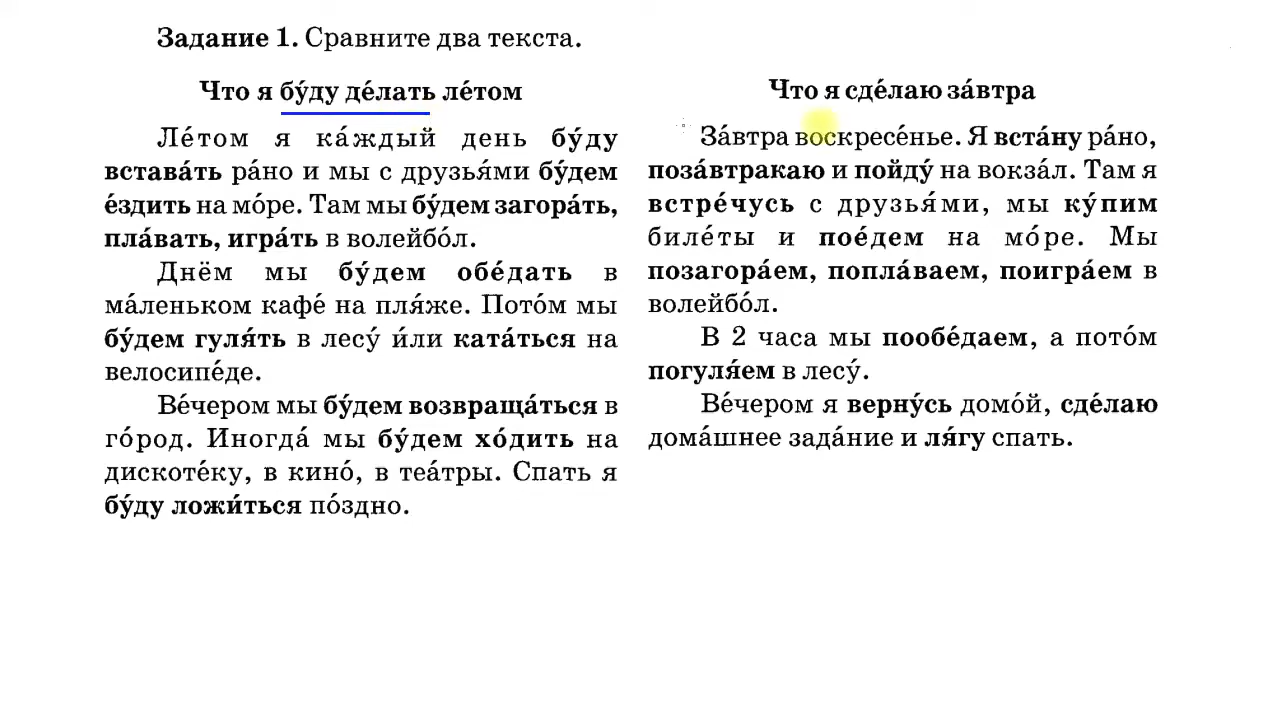 Задание 1. Сравните два текста.
Что я бу́ду де́лать ле́том
Ле́том я ка́ждый день бу́ду
встава́ть ра́но и мы с друзья́ми бу́дем
е́здить на мо́ре. Там мы бу́дем загора́ть,
пла́вать, игра́ть в волейбо́л.
Днём мы бу́дем обе́дать в
ма́леньком кафе́ на пля́же. Пото́м мы
бу́дем гуля́ть в лесу́ и́ли ката́ться на
велосипе́де.
Ве́чером мы бу́дем возвраща́ться в
го́род. Иногда́ мы бу́дем хо́дить на
дискоте́ку, в кино́, в теа́тры. Спать я
бу́ду ложи́ться по́здно.
Что я сде́лаю за́втра
За́втра воскресе́нье. Я вста́ну ра́но,
поза́втракаю и пойду́ на вокза́л. Там я
встре́чусь с друзья́ми, мы ку́пим
биле́ты и пое́дем на мо́ре. Мы
позагора́ем, попла́ваем, поигра́ем в
волейбо́л.
В 2 часа мы пообе́даем, а пото́м
погуля́ем в лесу́.
Ве́чером я верну́сь домо́й, сде́лаю
дома́шнее зада́ние и ля́гу спать.